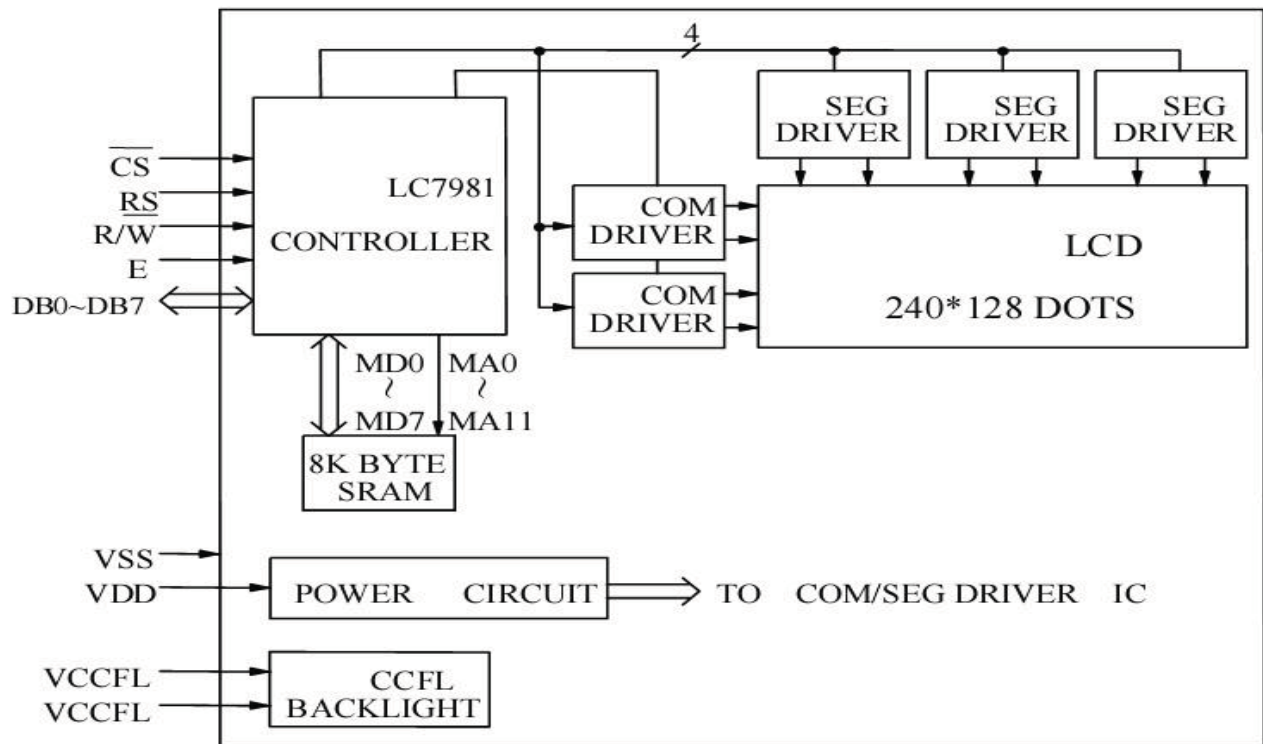 4
SEG
DRIVER
SEG
DRIVER
SEG
DRIVER
CS
RS
R/W
E
DB0~DB7
LC7981
CONTROLLER
COM
DRIVER
COM
DRIVER
LCD
240*128 DOTS
MD0
~
MD7
MA0
~
MA11
8K BYTE
SRAM
VSS
VDD
POWER CIRCUIT
TO COM/SEG DRIVER IC
VCCFL
VCCFL
CCFL
BACKLIGHT